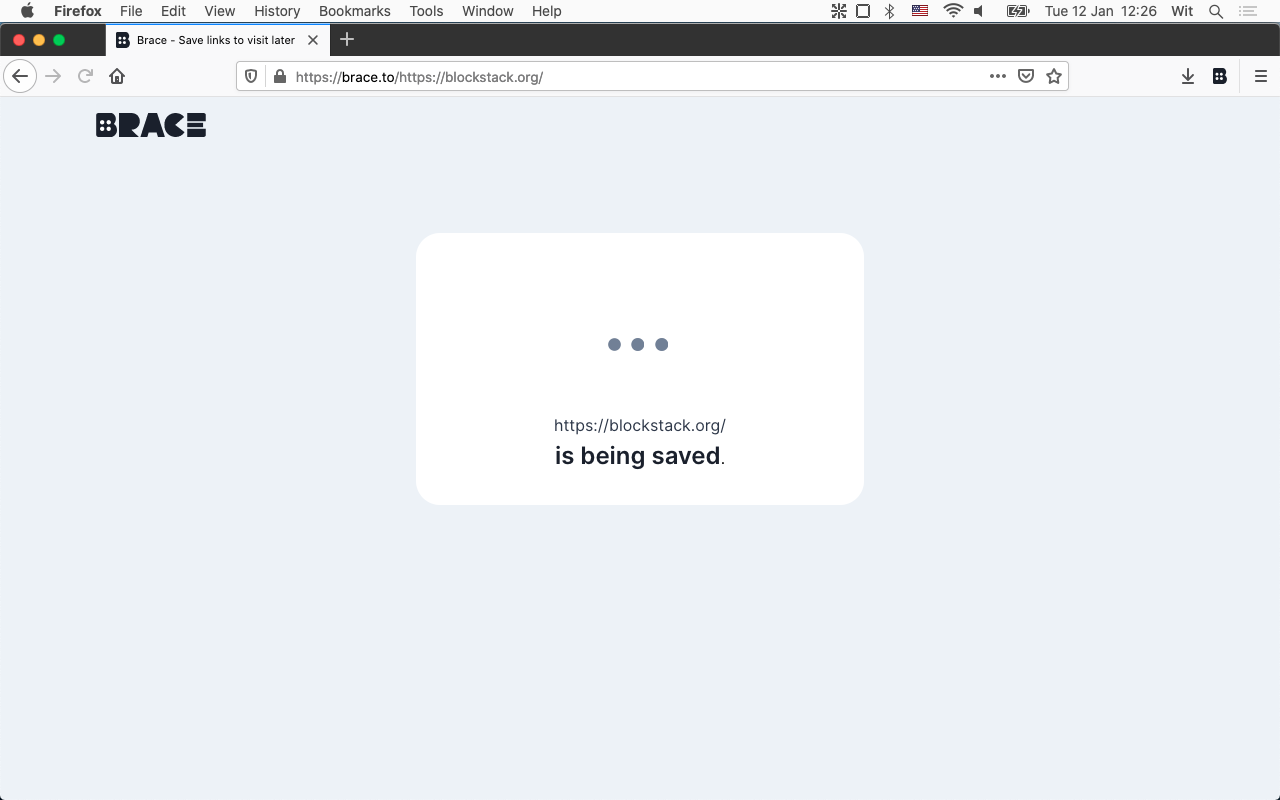 Firefox File Edit View History Bookmarks Tools Window Help Tue 12 Jan 12:26 Wit
Brace - Save links to visit later
https://brace.to/https://blockstack.org/
BRACE
https://blockstack.org/
is being saved.